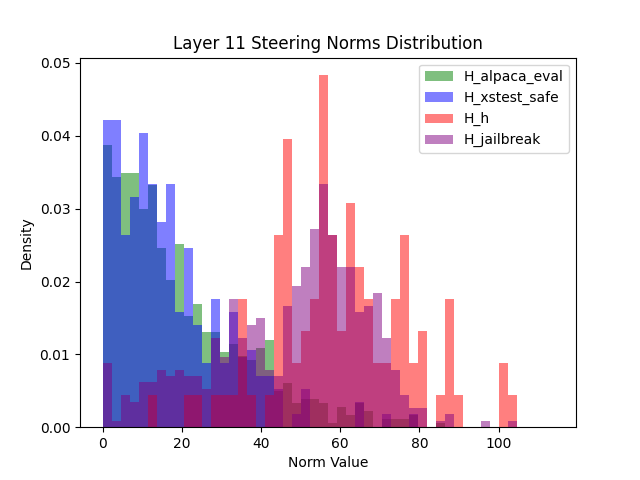 Layer 11 Steering Norms Distribution
H_alpaca_eval
H_xstest_safe
H_h
H_jailbreak
Density
0.05
0.04
0.03
0.02
0.01
0.00
0 20 40 60 80 100
Norm Value